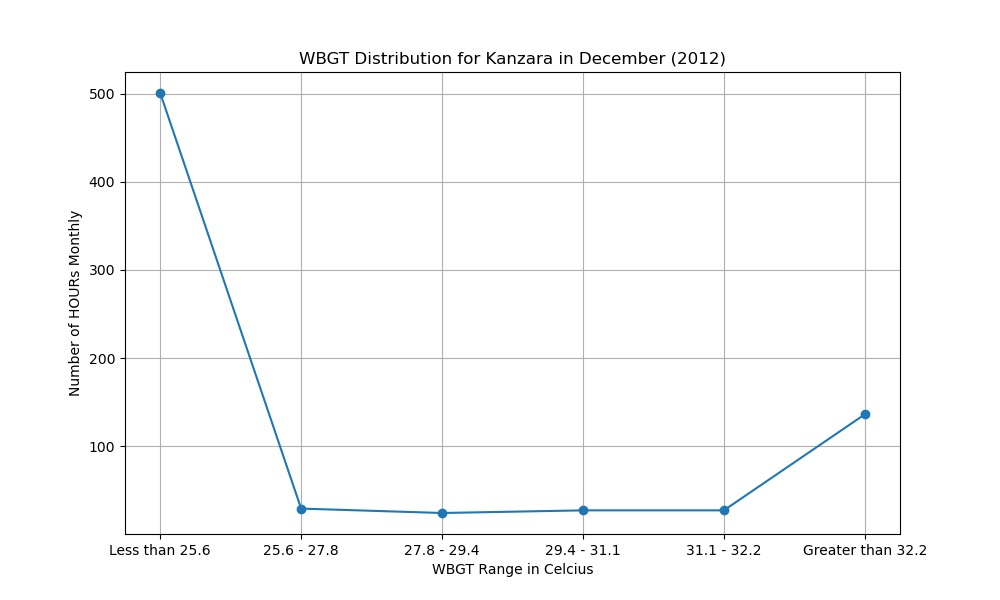 WBGT Distribution for Kanzara in December (2012)
Number of HOURs Monthly
500
400
300
200
100
Less than 25.6
25.6 - 27.8
27.8 - 29.4
29.4 - 31.1
31.1 - 32.2
Greater than 32.2
WBGT Range in Celcius